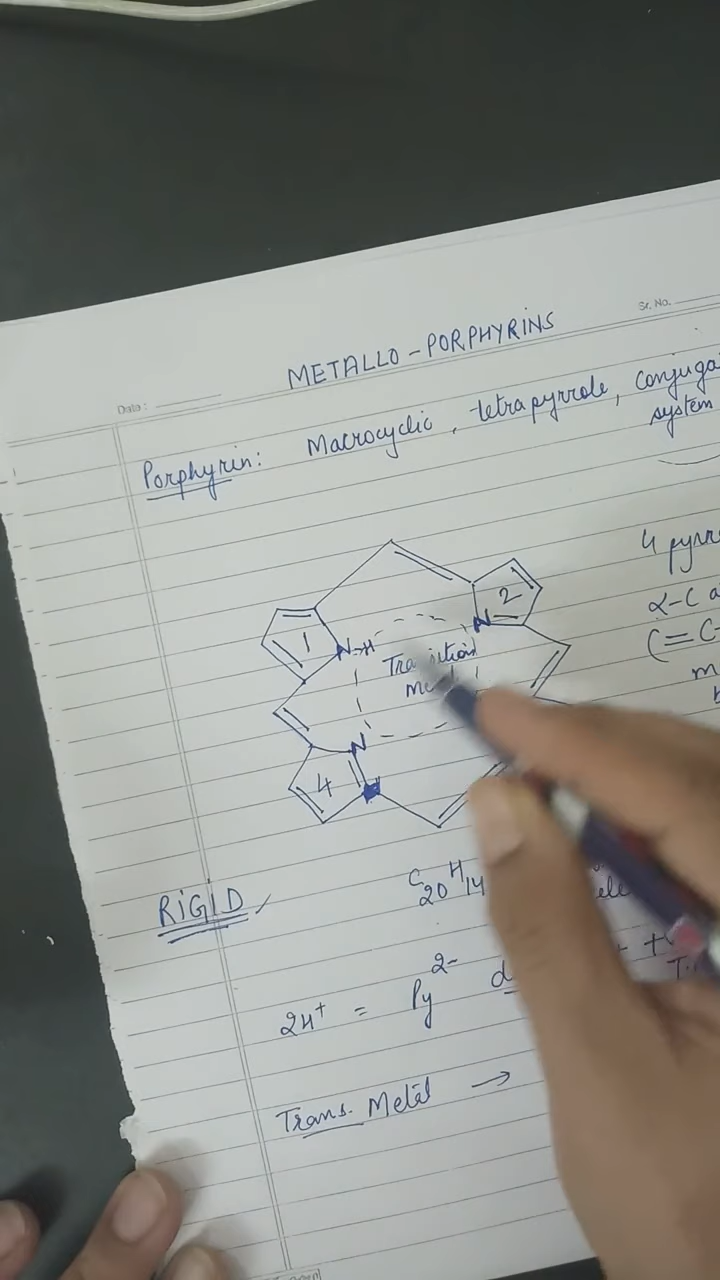 Sr. No.
METALLO - PORPHYRINS
Date :
Porphyrin: Macrocyclic, tetrapyrrole, conjuga
system
4 pyrr
α-C a
C=C-
m
1
2
N-H
N
Transition
N
4
RIGID
C20H14
2H+ = Py2- d
Trans. Metal →